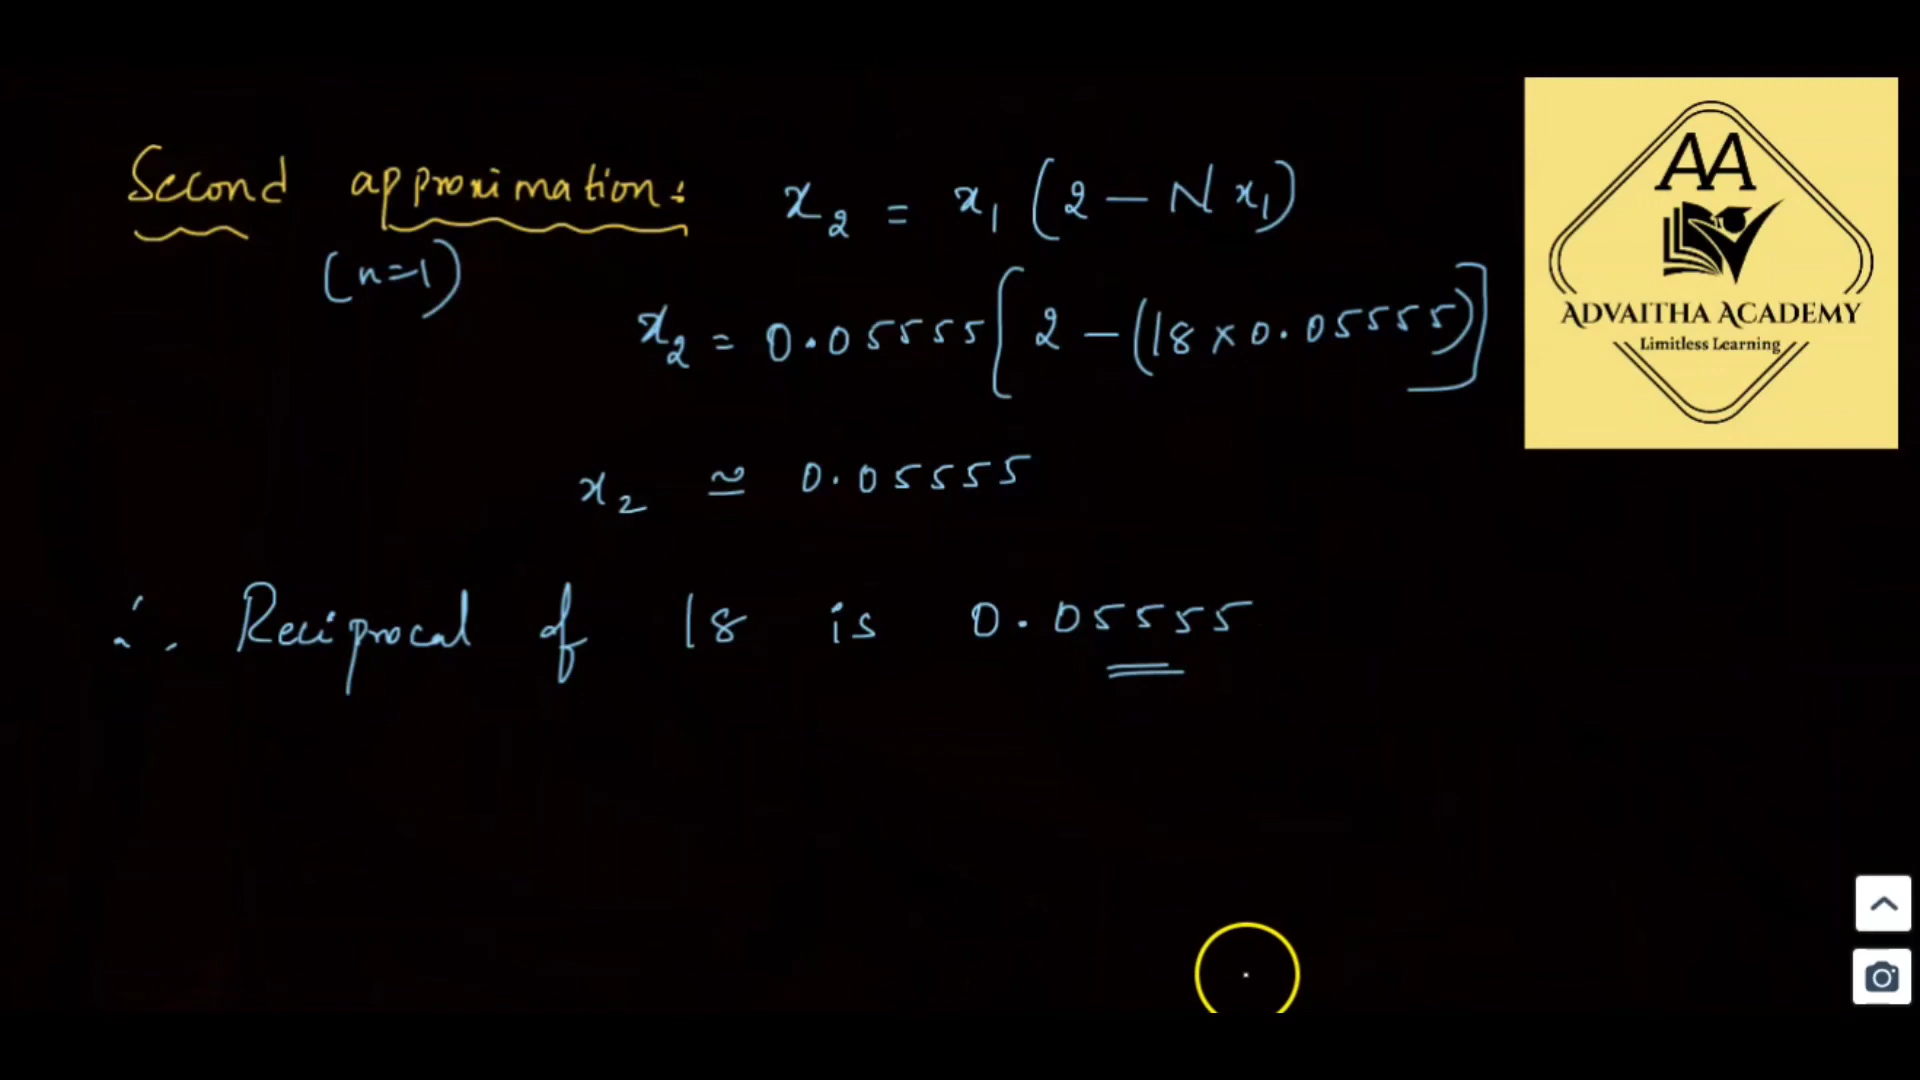 Second approximation: x₂ = x₁ (2 − N x₁)
(n=1)
x₂ = 0.05555 [2 − (18 × 0.05555)]
x₂ ≅ 0.05555
∴ Reciprocal of 18 is 0.05555
AA
ADVAITHA ACADEMY
Limitless Learning